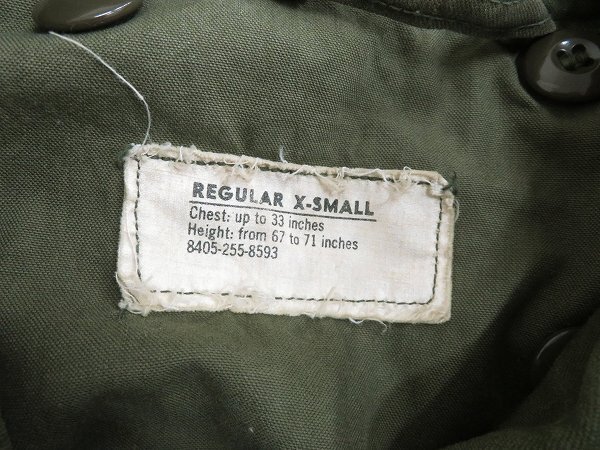 REGULAR X-SMALL
Chest: up to 33 inches
Height: from 67 to 71 inches
8405-255-8593